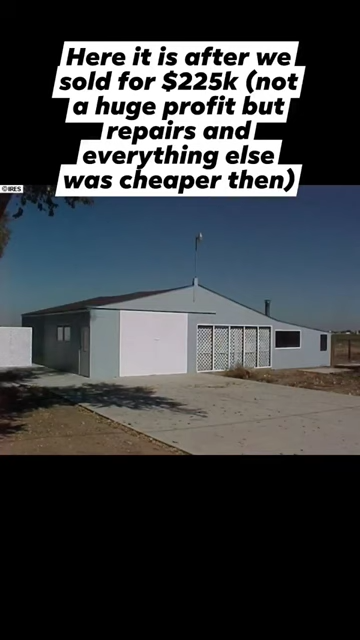 Here it is after we
sold for $225k (not
a huge profit but
repairs and
everything else
was cheaper then)
©IRES